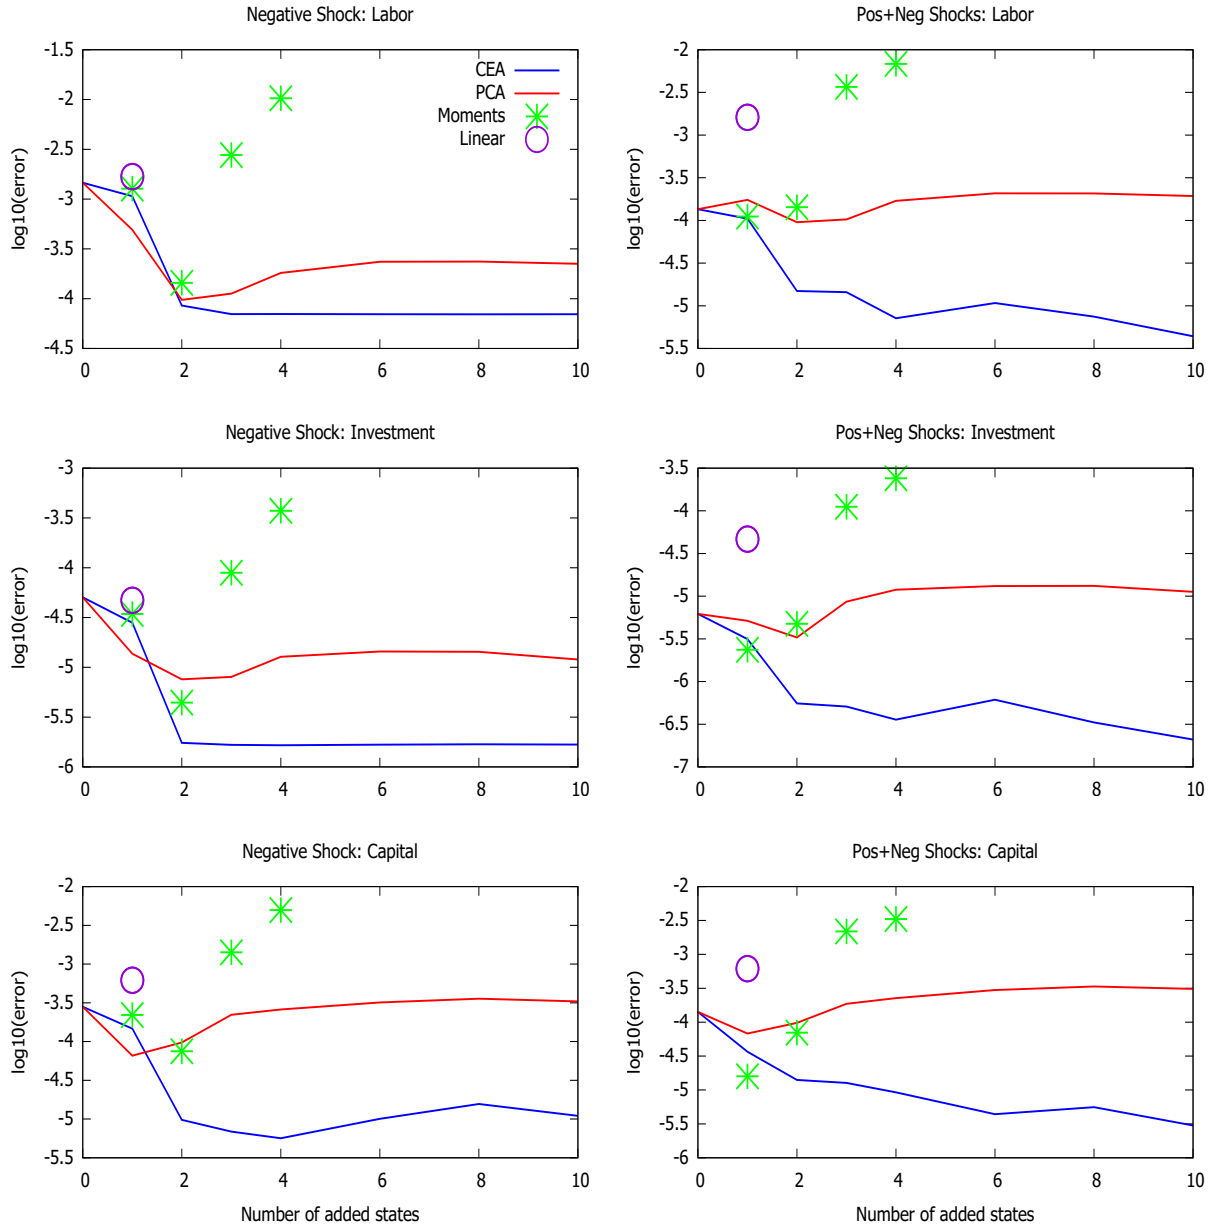 Negative Shock: Labor
-1.5
-2
-2.5
-3
-3.5
-4
-4.5
log10(error)
CEA
PCA
Moments
Linear
0 2 4 6 8 10
Pos+Neg Shocks: Labor
-2
-2.5
-3
-3.5
-4
-4.5
-5
-5.5
log10(error)
0 2 4 6 8 10
Negative Shock: Investment
-3
-3.5
-4
-4.5
-5
-5.5
-6
log10(error)
0 2 4 6 8 10
Pos+Neg Shocks: Investment
-3.5
-4
-4.5
-5
-5.5
-6
-6.5
-7
log10(error)
0 2 4 6 8 10
Negative Shock: Capital
-2
-2.5
-3
-3.5
-4
-4.5
-5
-5.5
log10(error)
0 2 4 6 8 10
Number of added states
Pos+Neg Shocks: Capital
-2
-2.5
-3
-3.5
-4
-4.5
-5
-5.5
-6
log10(error)
0 2 4 6 8 10
Number of added states